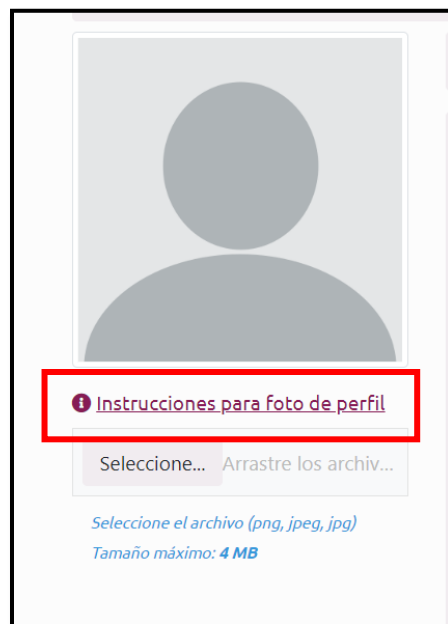 Instrucciones para foto de perfil
Seleccione... Arrastre los archiv...
Seleccione el archivo (png, jpeg, jpg)
Tamaño máximo: 4 MB